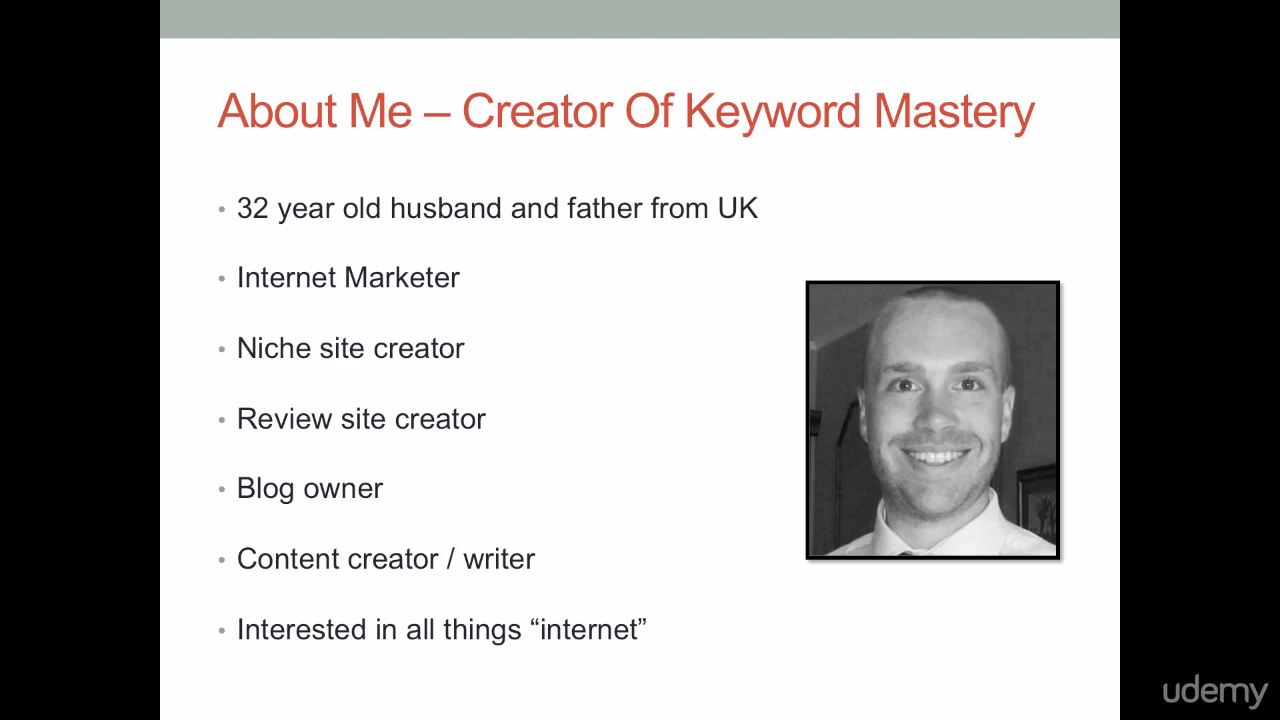 About Me – Creator Of Keyword Mastery
• 32 year old husband and father from UK
• Internet Marketer
• Niche site creator
• Review site creator
• Blog owner
• Content creator / writer
• Interested in all things “internet”
udemy